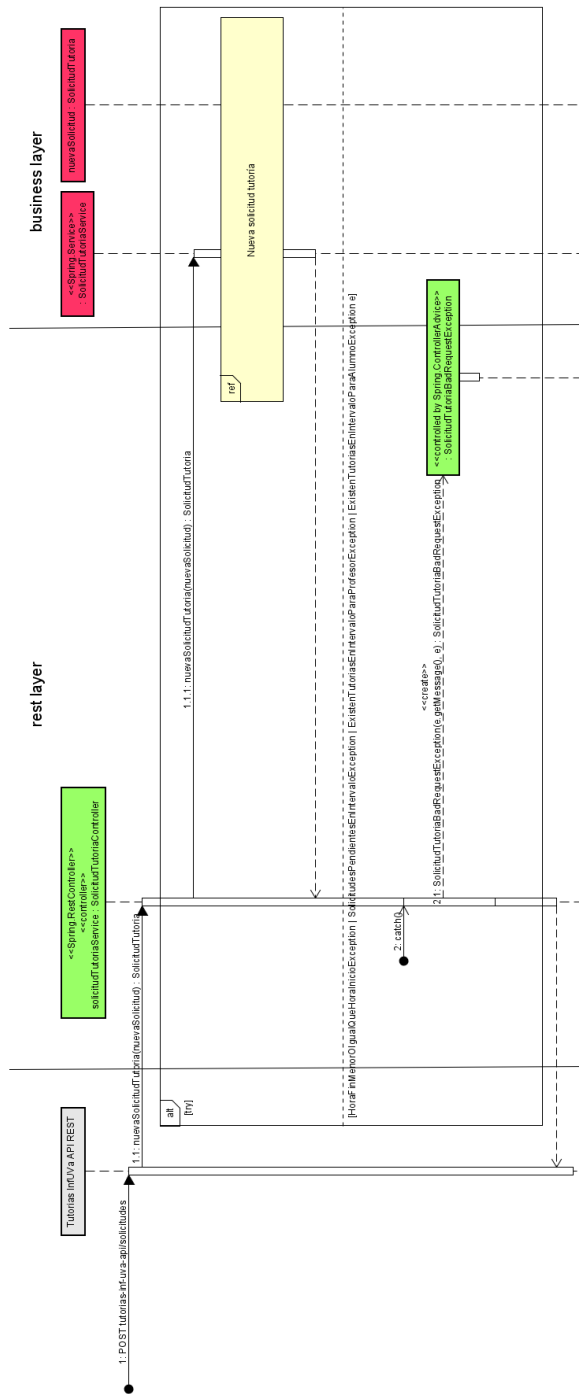 rest layer
business layer
Tutorias InfUVa API REST
<<Spring.RestController>>
<<controller>>
solicitudTutoriaService : SolicitudTutoriaController
<<Spring.Service>>
: SolicitudTutoriaService
nuevaSolicitud : SolicitudTutoria
1: POST tutorias-inf-uva-api/solicitudes
1.1: nuevaSolicitudTutoria(nuevaSolicitud) : SolicitudTutoria
alt
[try]
1.1.1: nuevaSolicitudTutoria(nuevaSolicitud) : SolicitudTutoria
ref
Nueva solicitud tutoría
[HoraFinMenorOIgualQueHoraInicioException | SolicitudesPendientesEnIntervaloException | ExistenTutoriasEnIntervaloParaProfesorException | ExistenTutoriasEnIntervaloParaAlumnoException e]
2: catch()
<<create>>
2.1: SolicitudTutoriaBadRequestException(e.getMessage(), e) : SolicitudTutoriaBadRequestException
<<controlled by Spring.ControllerAdvice>>
: SolicitudTutoriaBadRequestException